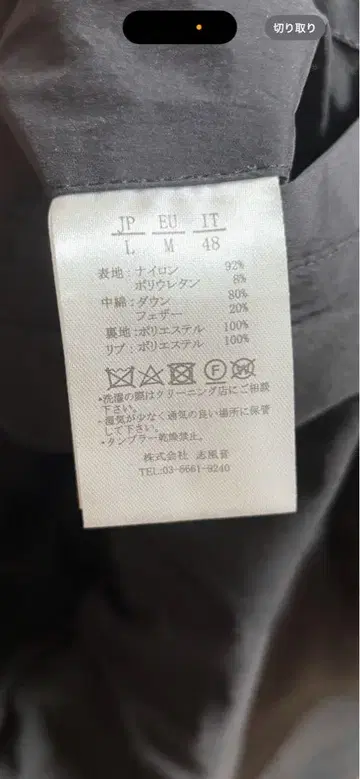 切り取り
JP EU IT
L M 48
表地:ナイロン 92%
ポリウレタン 8%
中綿:ダウン 80%
フェザー 20%
裏地:ポリエステル 100%
リブ:ポリエステル 100%
F W
・洗濯の際はクリーニング店にご相談
下さい。
・湿気が少なく通気の良い場所に保管
して下さい。
・タンブラー乾燥禁止。
株式会社 志風音
TEL:03-6661-9240